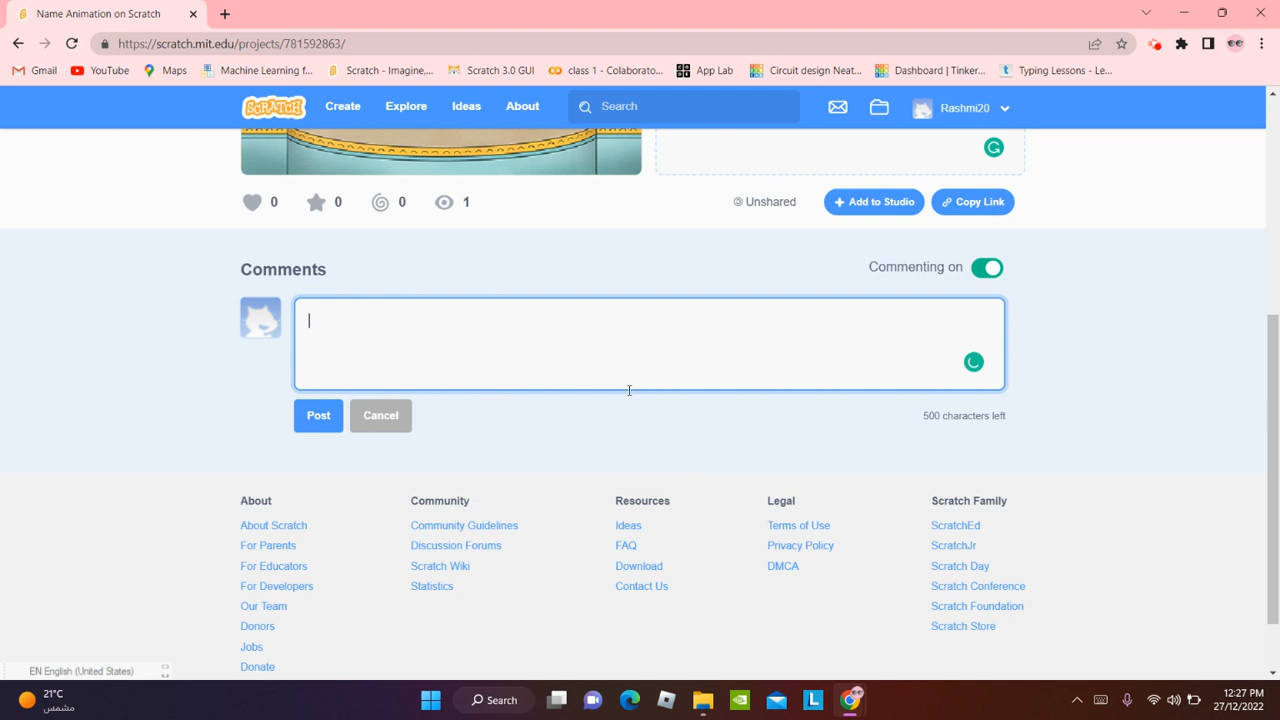 Name Animation on Scratch
https://scratch.mit.edu/projects/781592863/
Gmail YouTube Maps Machine Learning f... Scratch - Imagine,... Scratch 3.0 GUI class 1 - Colaborato... App Lab Circuit design Neat... Dashboard | Tinker... Typing Lessons - Le...
SCRATCH Create Explore Ideas About Search Rashmi20
0 0 0 1 Unshared + Add to Studio Copy Link
Comments Commenting on
Post Cancel 500 characters left
About Community Resources Legal Scratch Family
About Scratch Community Guidelines Ideas Terms of Use ScratchEd
For Parents Discussion Forums FAQ Privacy Policy ScratchJr
For Educators Scratch Wiki Download DMCA Scratch Day
For Developers Statistics Contact Us Scratch Conference
Our Team Scratch Foundation
Donors Scratch Store
Jobs
Donate
EN English (United States)
21°C
مشمس
Search
12:27 PM
27/12/2022